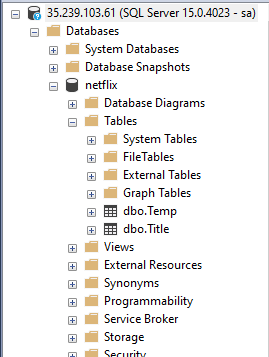 35.239.103.61 (SQL Server 15.0.4023 - sa)
Databases
System Databases
Database Snapshots
netflix
Database Diagrams
Tables
System Tables
FileTables
External Tables
Graph Tables
dbo.Temp
dbo.Title
Views
External Resources
Synonyms
Programmability
Service Broker
Storage
Security